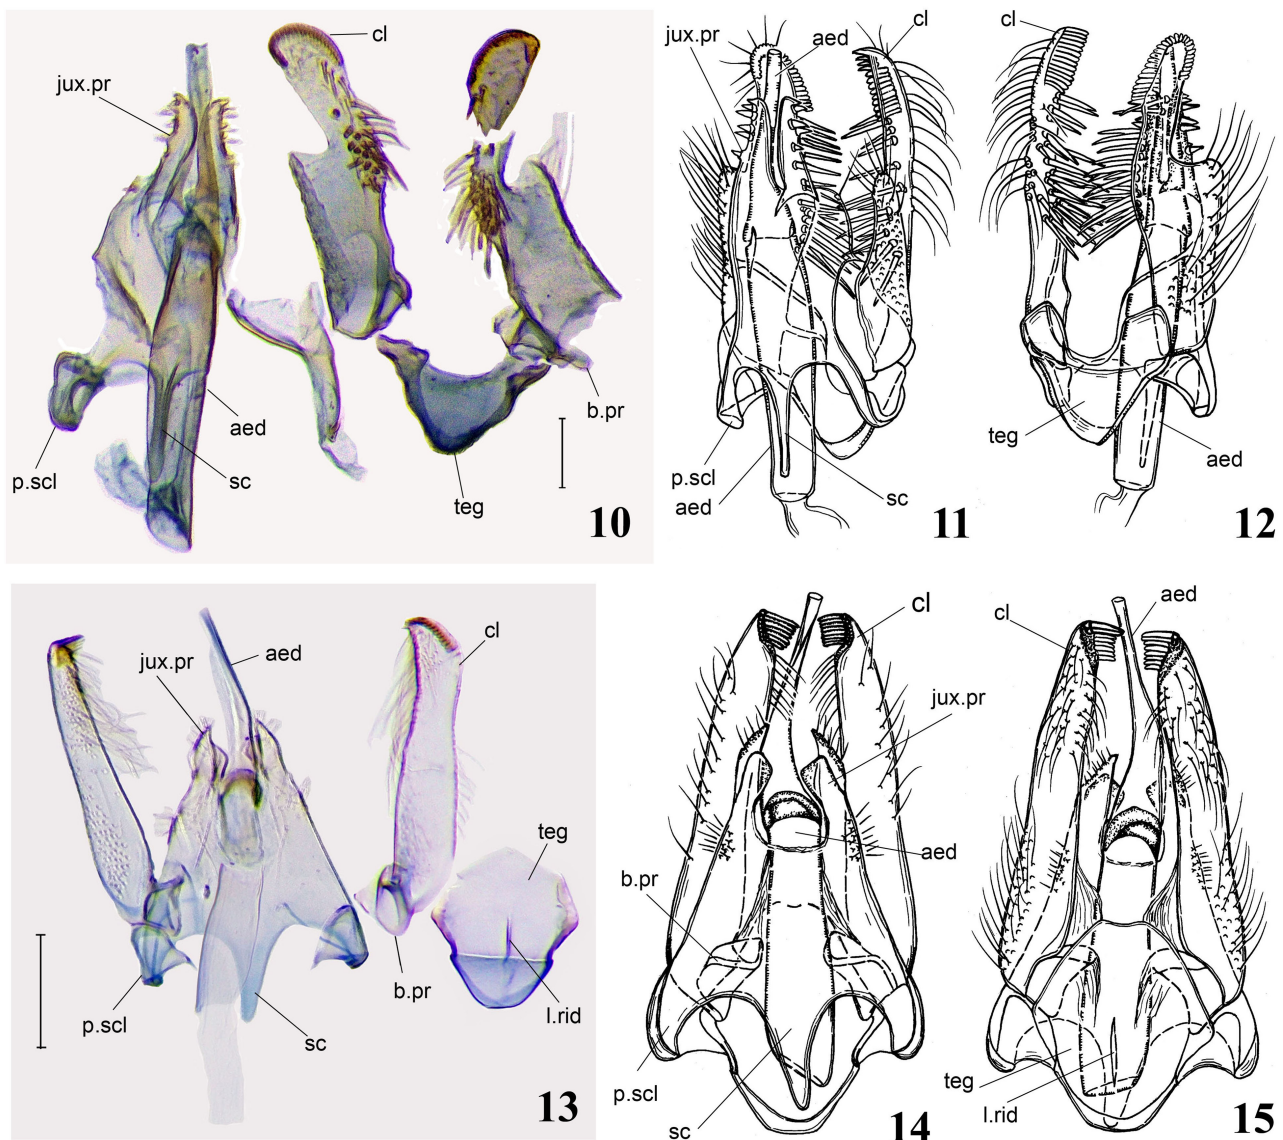 cl
jux.pr
aed
p.scl
sc
teg
b.pr
10
jux.pr
aed
cl
p.scl
aed
sc
11
cl
teg
aed
12
jux.pr
aed
cl
teg
p.scl
sc
b.pr
l.rid
13
cl
jux.pr
aed
b.pr
p.scl
sc
14
cl
aed
teg
l.rid
15